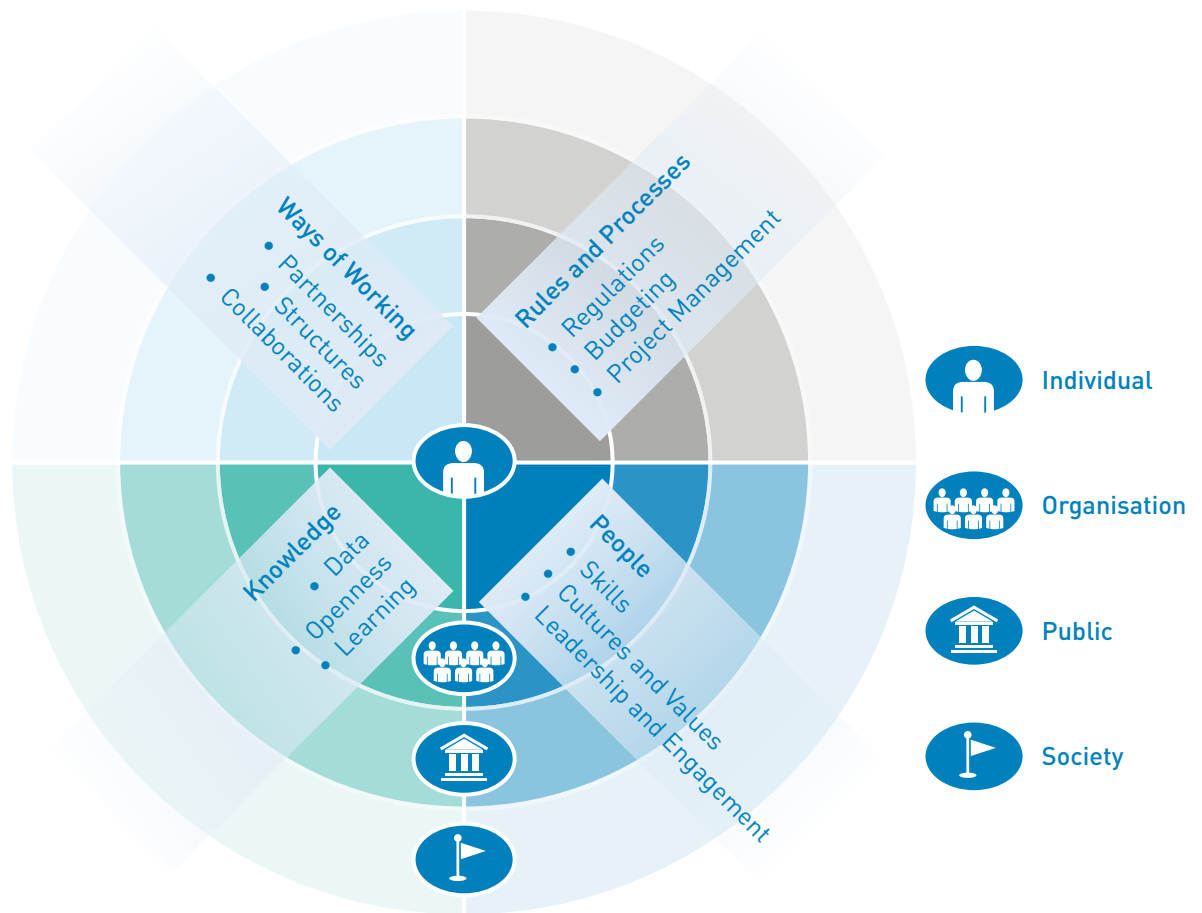 Ways of Working
• Partnerships
• Structures
• Collaborations
Rules and Processes
• Regulations
• Budgeting
• Project Management
Knowledge
• Data
• Openness
• Learning
People
• Skills
• Cultures and Values
• Leadership and Engagement
Individual
Organisation
Public
Society